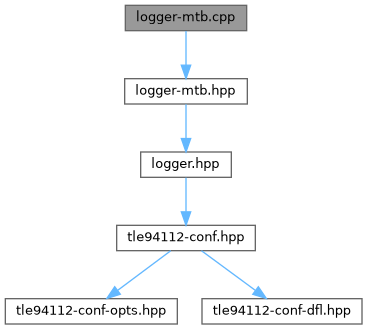 logger-mtb.cpp
logger-mtb.hpp
logger.hpp
tle94112-conf.hpp
tle94112-conf-opts.hpp
tle94112-conf-dfl.hpp